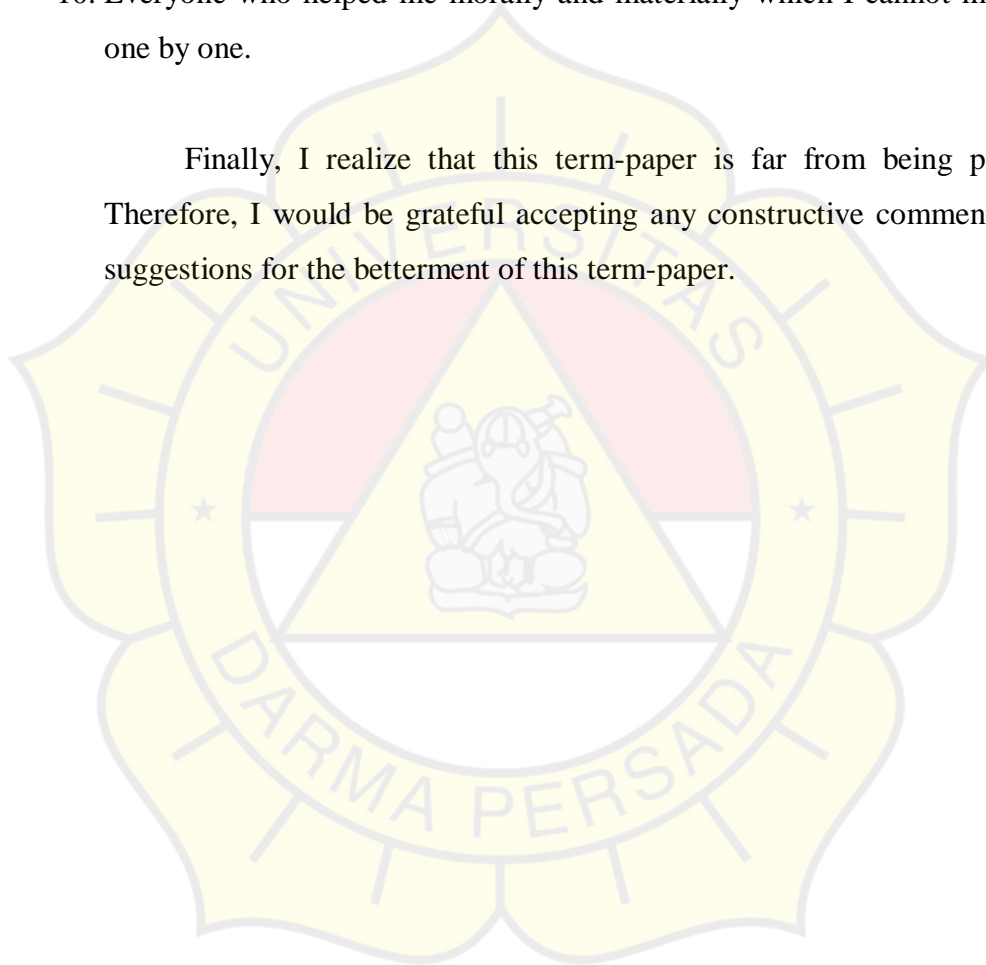 Everyone who helped me morally and materially which I cannot
one by one.
Finally, I realize that this term-paper is far from being
Therefore, I would be grateful accepting any constructive
suggestions for the betterment of this term-paper.
UNIVERSITAS
DARMA PERSADA